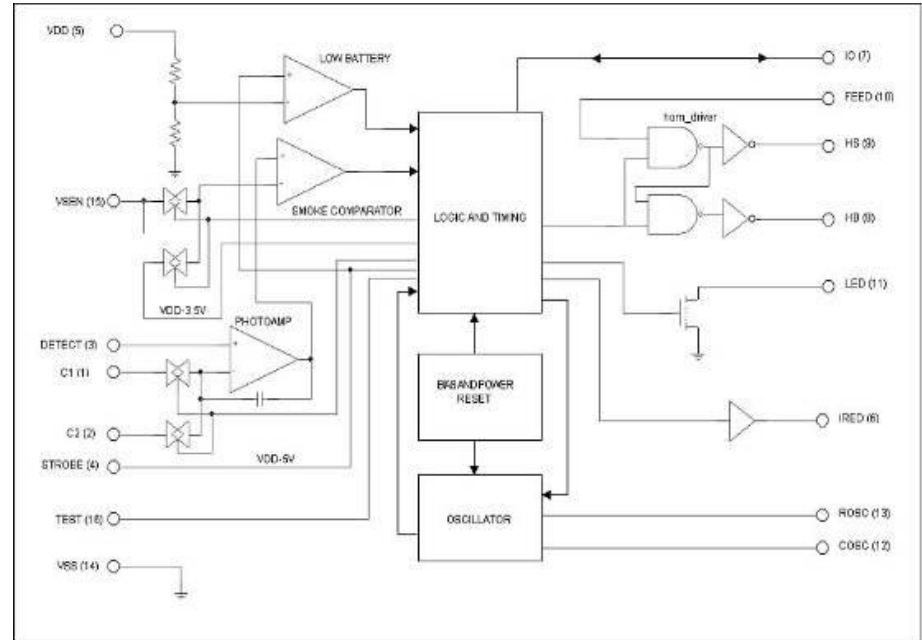 VDD (5)
LOW BATTERY
IO (7)
FEED (10)
horn_driver
HS (9)
VSEN (15)
SMOKE COMPARATOR
LOGIC AND TIMING
HB (8)
VDD-3.5V
LED (11)
PHOTOAMP
DETECT (3)
C1 (1)
BIAS AND POWER
RESET
IRED (6)
C2 (2)
STROBE (4)
VDD-5V
TEST (16)
OSCILLATOR
ROSC (13)
COSC (12)
VSS (14)
+
-
+
-
+
-